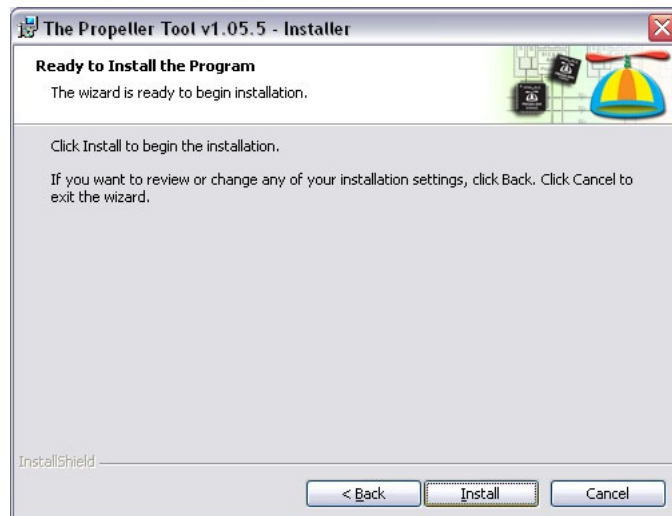 The Propeller Tool v1.05.5 - Installer
Ready to Install the Program
The wizard is ready to begin installation.
Click Install to begin the installation.
If you want to review or change any of your installation settings, click Back. Click Cancel to
exit the wizard.
InstallShield
< Back Install Cancel